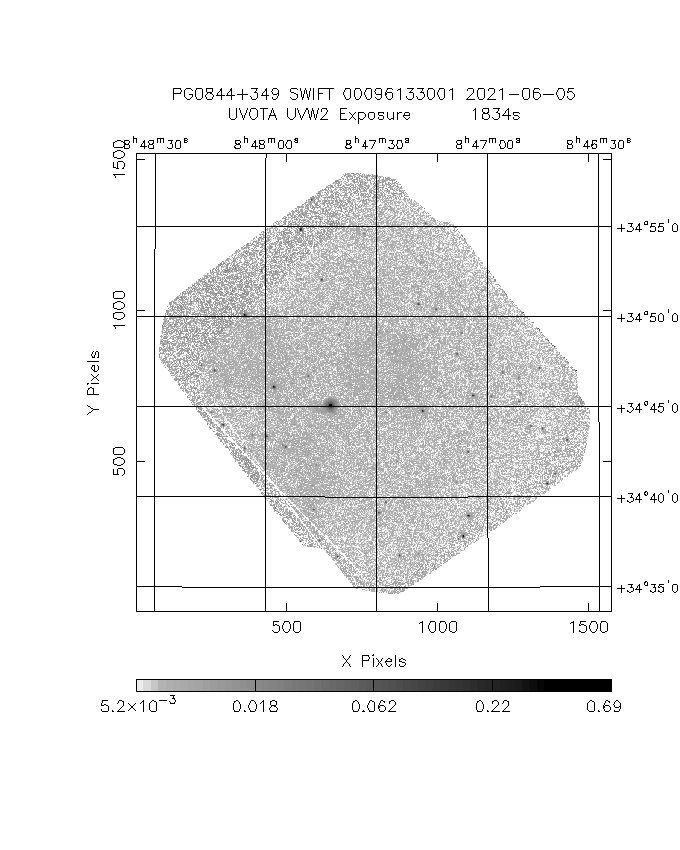 PG0844+349 SWIFT 00096133001 2021-06-05
UVOTA UVW2 Exposure 1834s
8ʰ48ᵐ30ˢ 8ʰ48ᵐ00ˢ 8ʰ47ᵐ30ˢ 8ʰ47ᵐ00ˢ 8ʰ46ᵐ30ˢ
1500
+34°55'0
+34°50'0
1000
+34°45'0
Y Pixels
500
+34°40'0
+34°35'0
500 1000 1500
X Pixels
5.2×10⁻³ 0.018 0.062 0.22 0.69